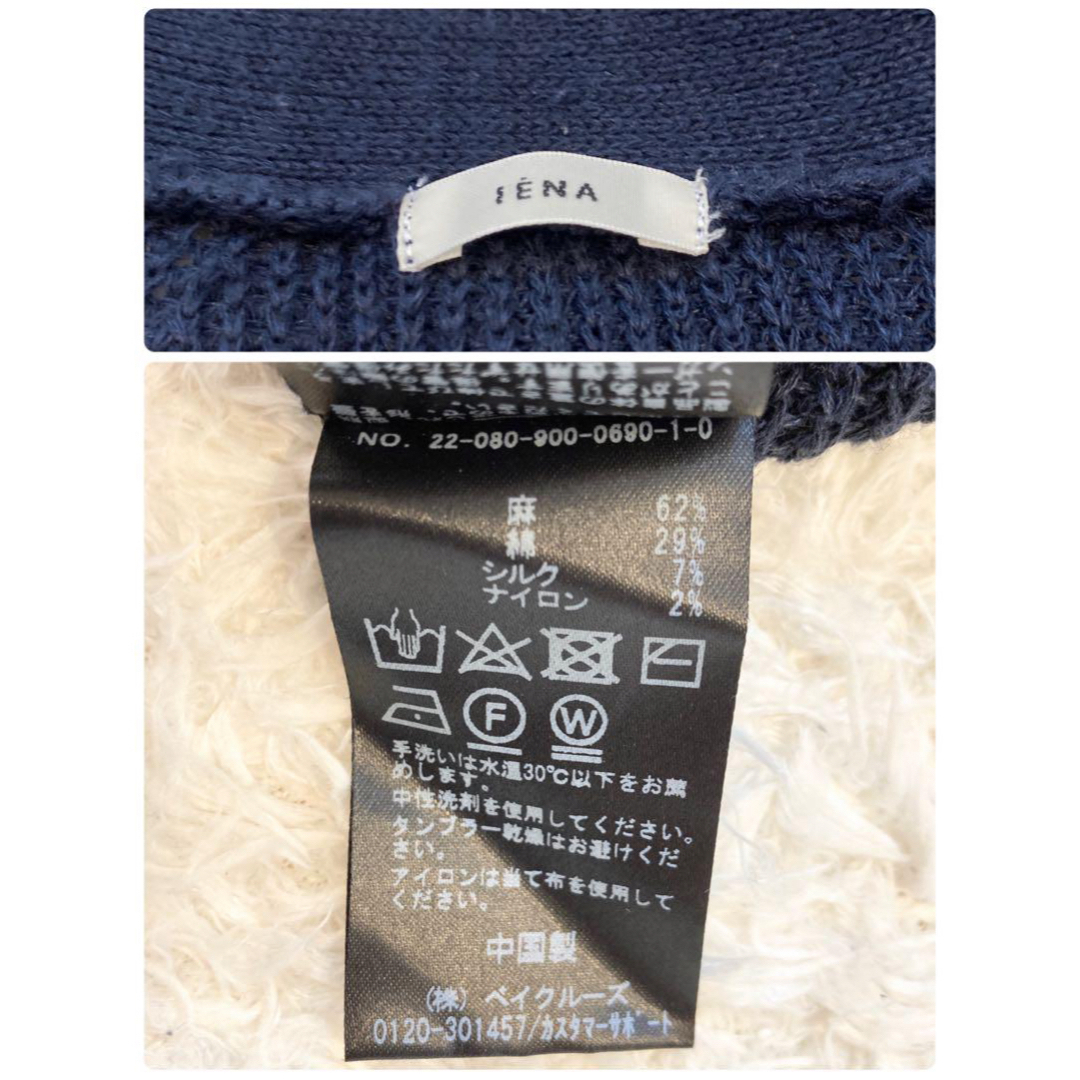 IÉNA
NO. 22-080-900-0690-1-0
麻 62%
綿 29%
シルク 7%
ナイロン 2%
F W
手洗いは水温30℃以下をお薦
めします。
中性洗剤を使用してください。
タンブラー乾燥はお避けくだ
さい。
アイロンは当て布を使用して
ください。
中国製
(株) ベイクルーズ
0120-301457/カスタマーサポート